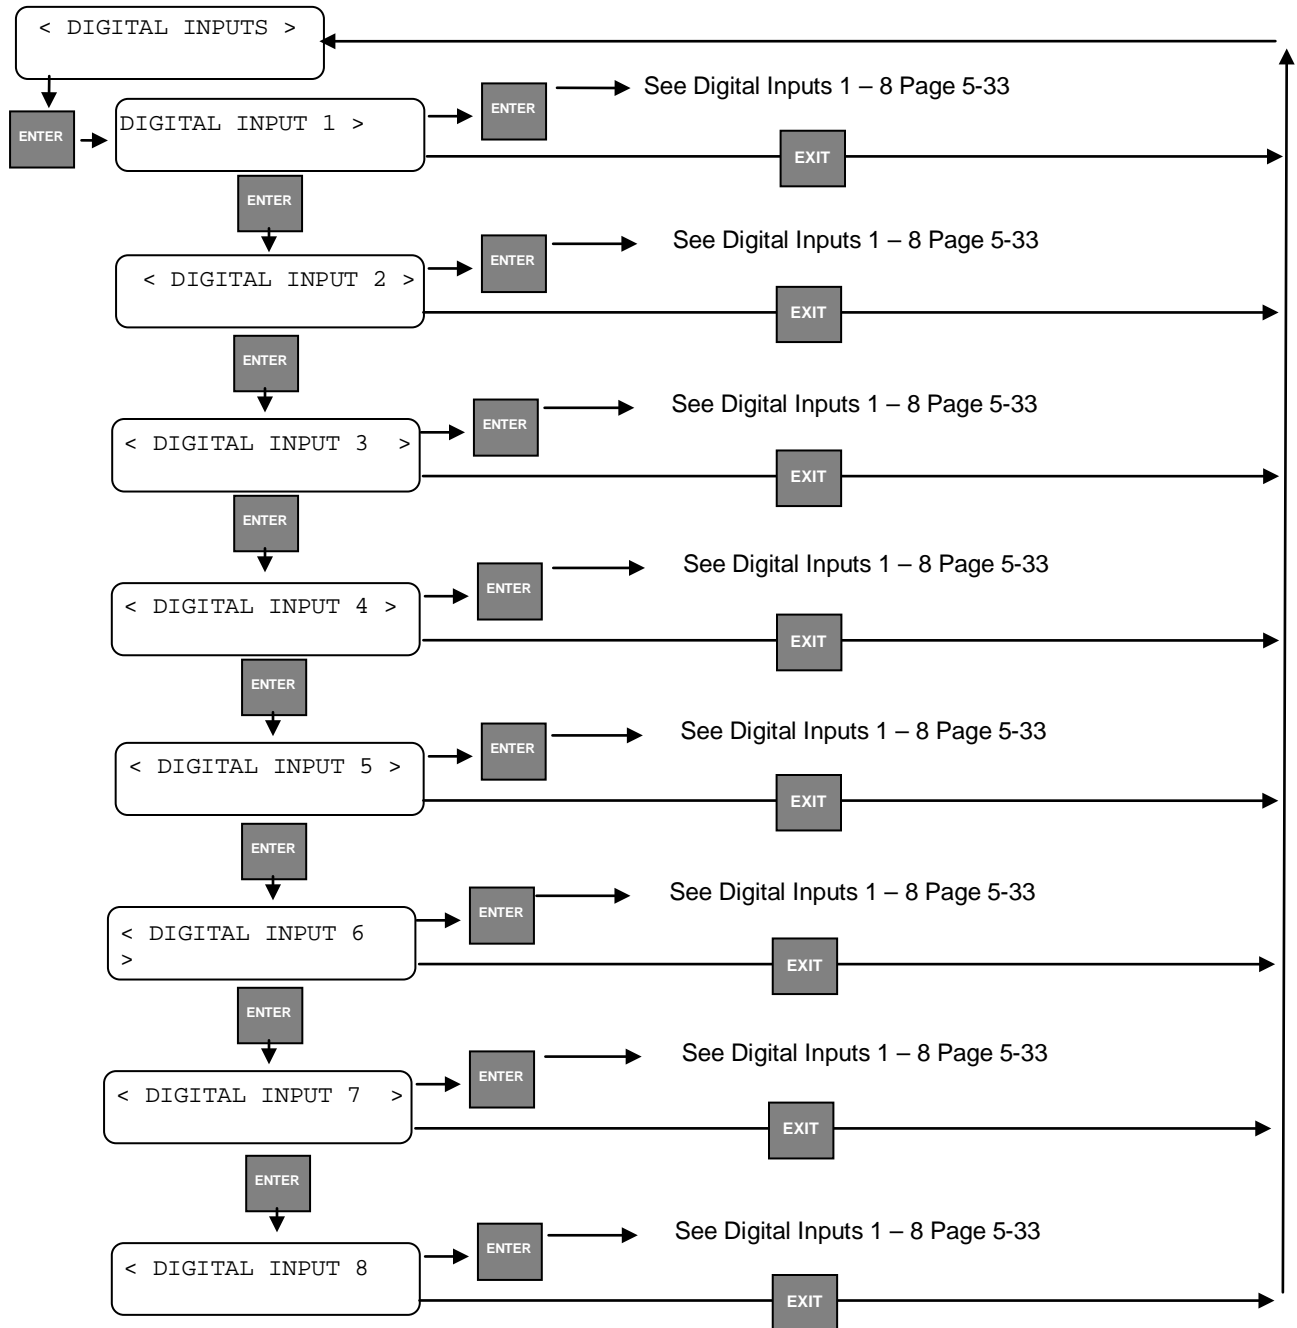 < DIGITAL INPUTS >
ENTER
DIGITAL INPUT 1 >
ENTER
See Digital Inputs 1 – 8 Page 5-33
EXIT
ENTER
< DIGITAL INPUT 2 >
ENTER
See Digital Inputs 1 – 8 Page 5-33
EXIT
ENTER
< DIGITAL INPUT 3 >
ENTER
See Digital Inputs 1 – 8 Page 5-33
EXIT
ENTER
< DIGITAL INPUT 4 >
ENTER
See Digital Inputs 1 – 8 Page 5-33
EXIT
ENTER
< DIGITAL INPUT 5 >
ENTER
See Digital Inputs 1 – 8 Page 5-33
EXIT
ENTER
< DIGITAL INPUT 6
>
ENTER
See Digital Inputs 1 – 8 Page 5-33
EXIT
ENTER
< DIGITAL INPUT 7 >
ENTER
See Digital Inputs 1 – 8 Page 5-33
EXIT
ENTER
< DIGITAL INPUT 8
ENTER
See Digital Inputs 1 – 8 Page 5-33
EXIT